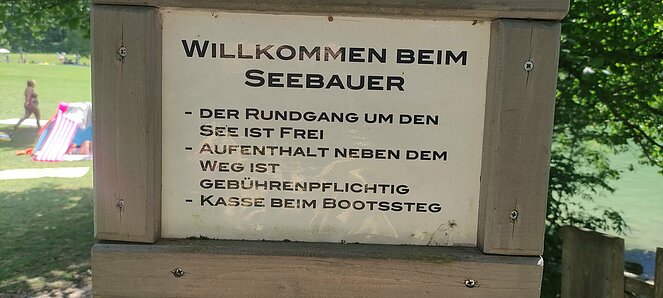 WILLKOMMEN BEIM
SEEBAUER
- DER RUNDGANG UM DEN
SEE IST FREI
- AUFENTHALT NEBEN DEM
WEG IST
GEBÜHRENPFLICHTIG
- KASSE BEIM BOOTSSTEG